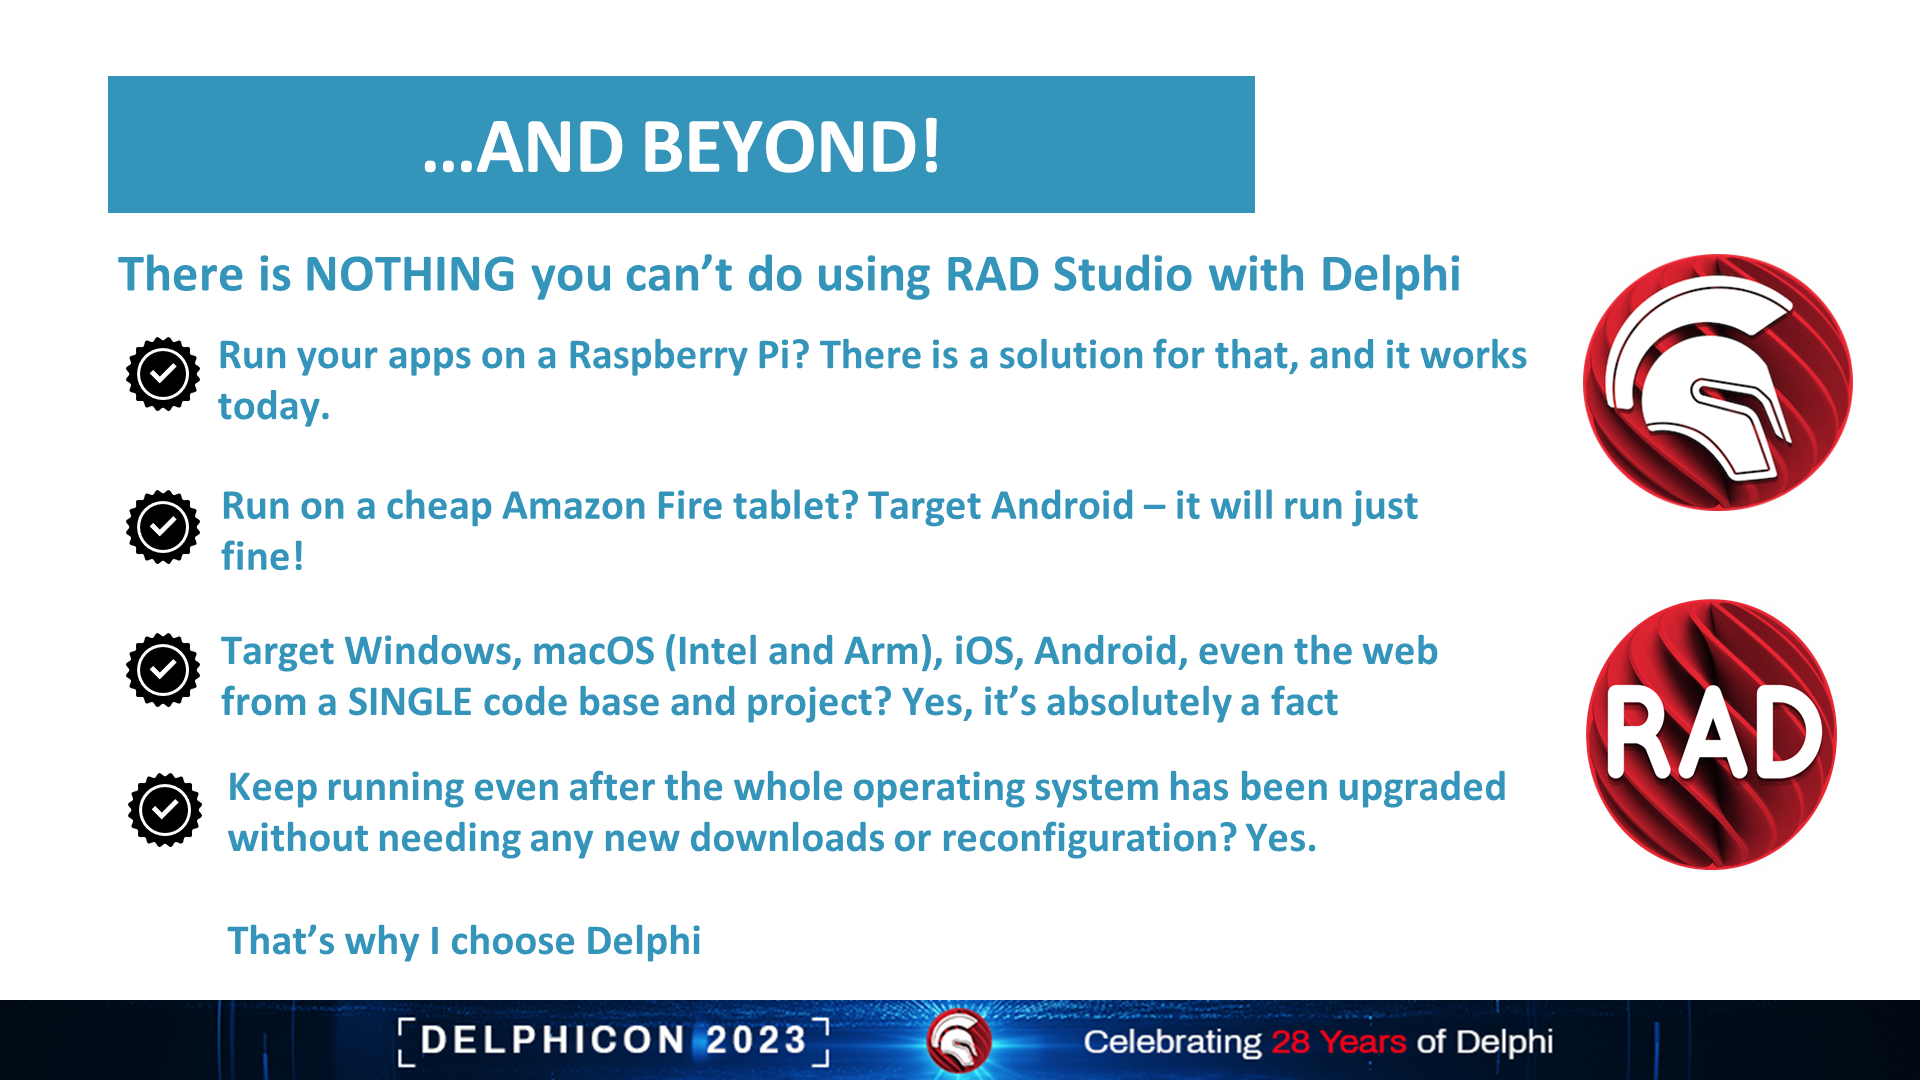 …AND BEYOND!
There is NOTHING you can’t do using RAD Studio with Delphi
Run your apps on a Raspberry Pi? There is a solution for that, and it works
today.
Run on a cheap Amazon Fire tablet? Target Android – it will run just
fine!
Target Windows, macOS (Intel and Arm), iOS, Android, even the web
from a SINGLE code base and project? Yes, it’s absolutely a fact
RAD
Keep running even after the whole operating system has been upgraded
without needing any new downloads or reconfiguration? Yes.
That’s why I choose Delphi
DELPHICON 2023
Celebrating 28 Years of Delphi